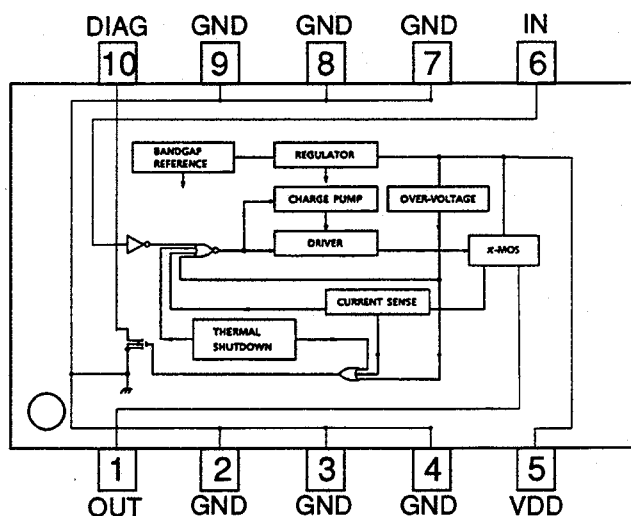 DIAG GND GND GND IN
10 9 8 7 6
BANDGAP REGULATOR
REFERENCE
CHARGE PUMP OVER-VOLTAGE
DRIVER π-MOS
CURRENT SENSE
THERMAL
SHUTDOWN
1 2 3 4 5
OUT GND GND GND VDD